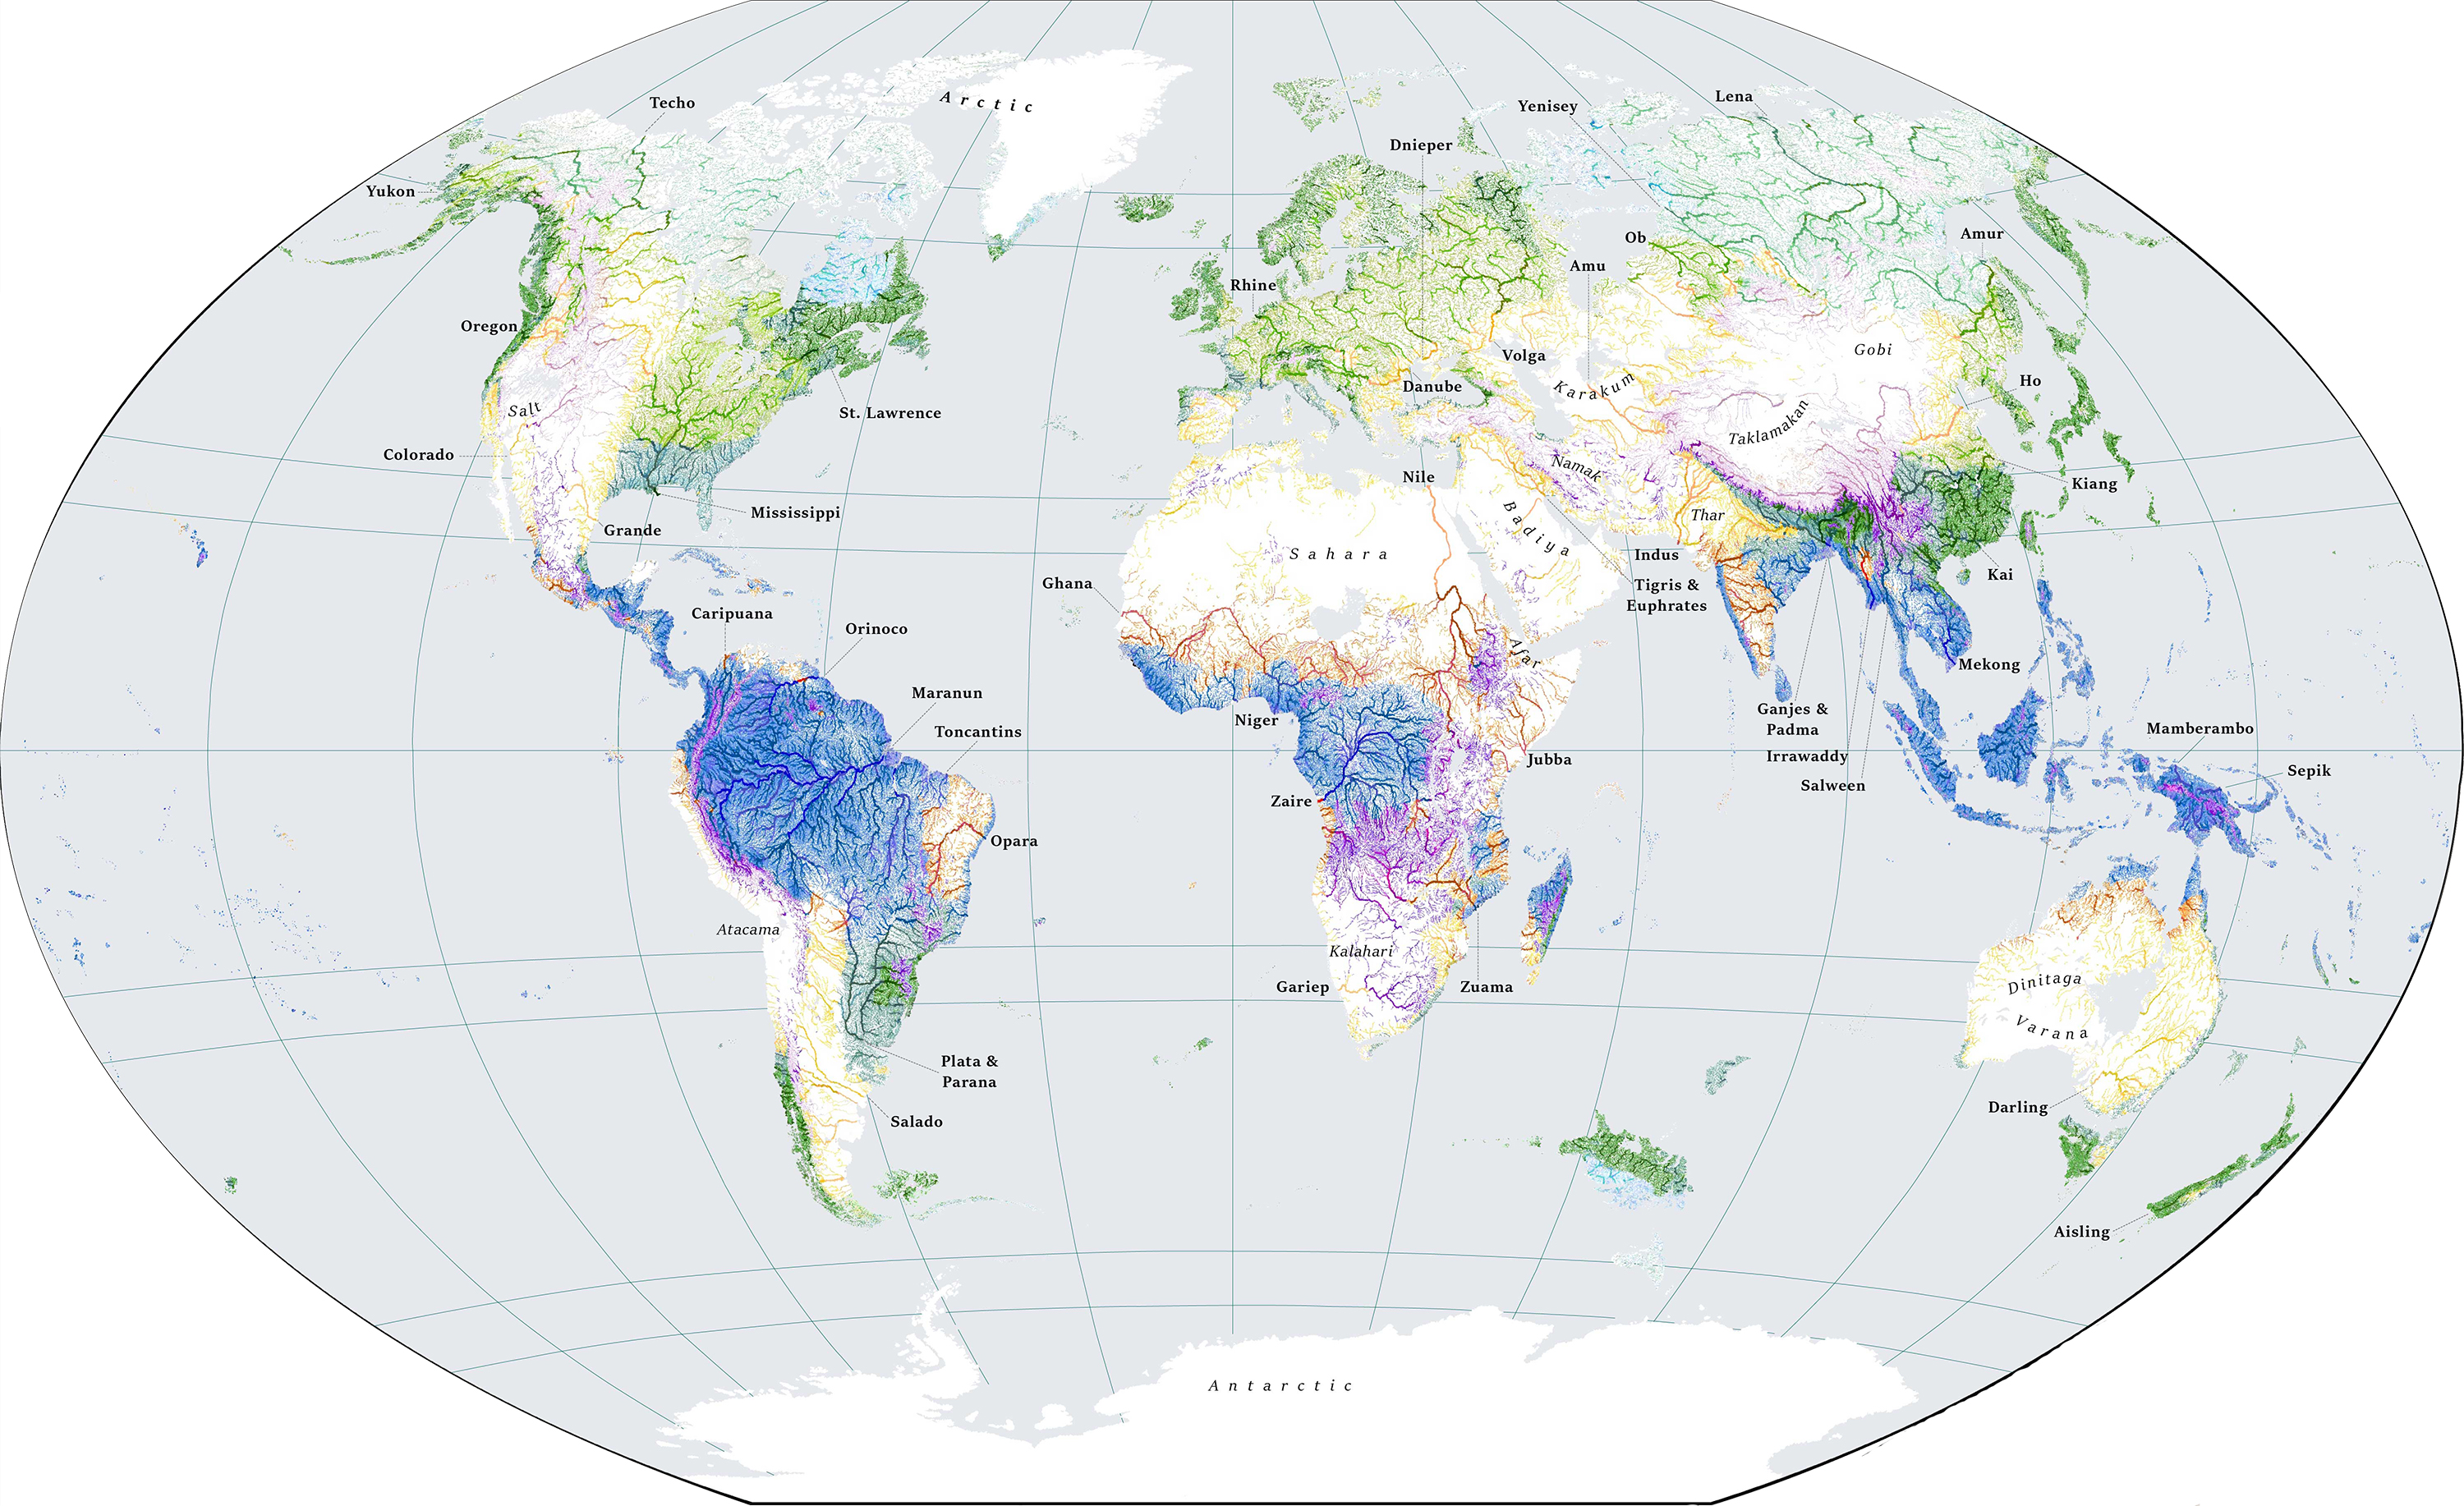 Arctic
Techo
Yenisey
Lena
Dnieper
Yukon
Ob
Amur
Amu
Rhine
Oregon
Gobi
Volga
Ho
Danube
Karakum
Salt
St. Lawrence
Taklamakan
Colorado
Namak
Nile
Kiang
Mississippi
Thar
Badiya
Grande
Sahara
Indus
Kai
Ghana
Tigris &
Euphrates
Caripuana
Orinoco
Afar
Mekong
Maranun
Ganjes &
Padma
Niger
Toncantins
Mamberambo
Irrawaddy
Jubba
Sepik
Salween
Zaire
Opara
Atacama
Kalahari
Dinitaga
Gariep
Zuama
Varana
Plata &
Parana
Darling
Salado
Aisling
Antarctic